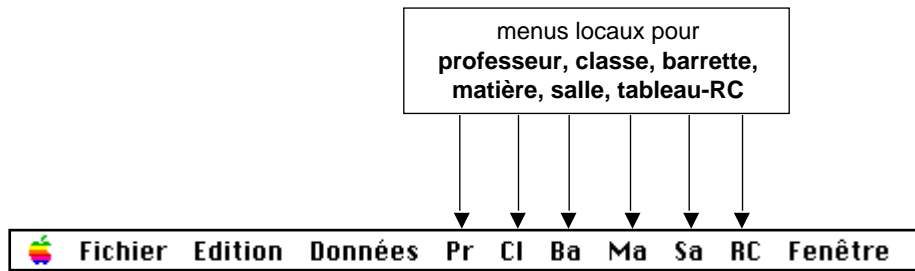 menus locaux pour
professeur, classe, barrette,
matière, salle, tableau-RC
Fichier Edition Données Pr Cl Ba Ma Sa RC Fenêtre